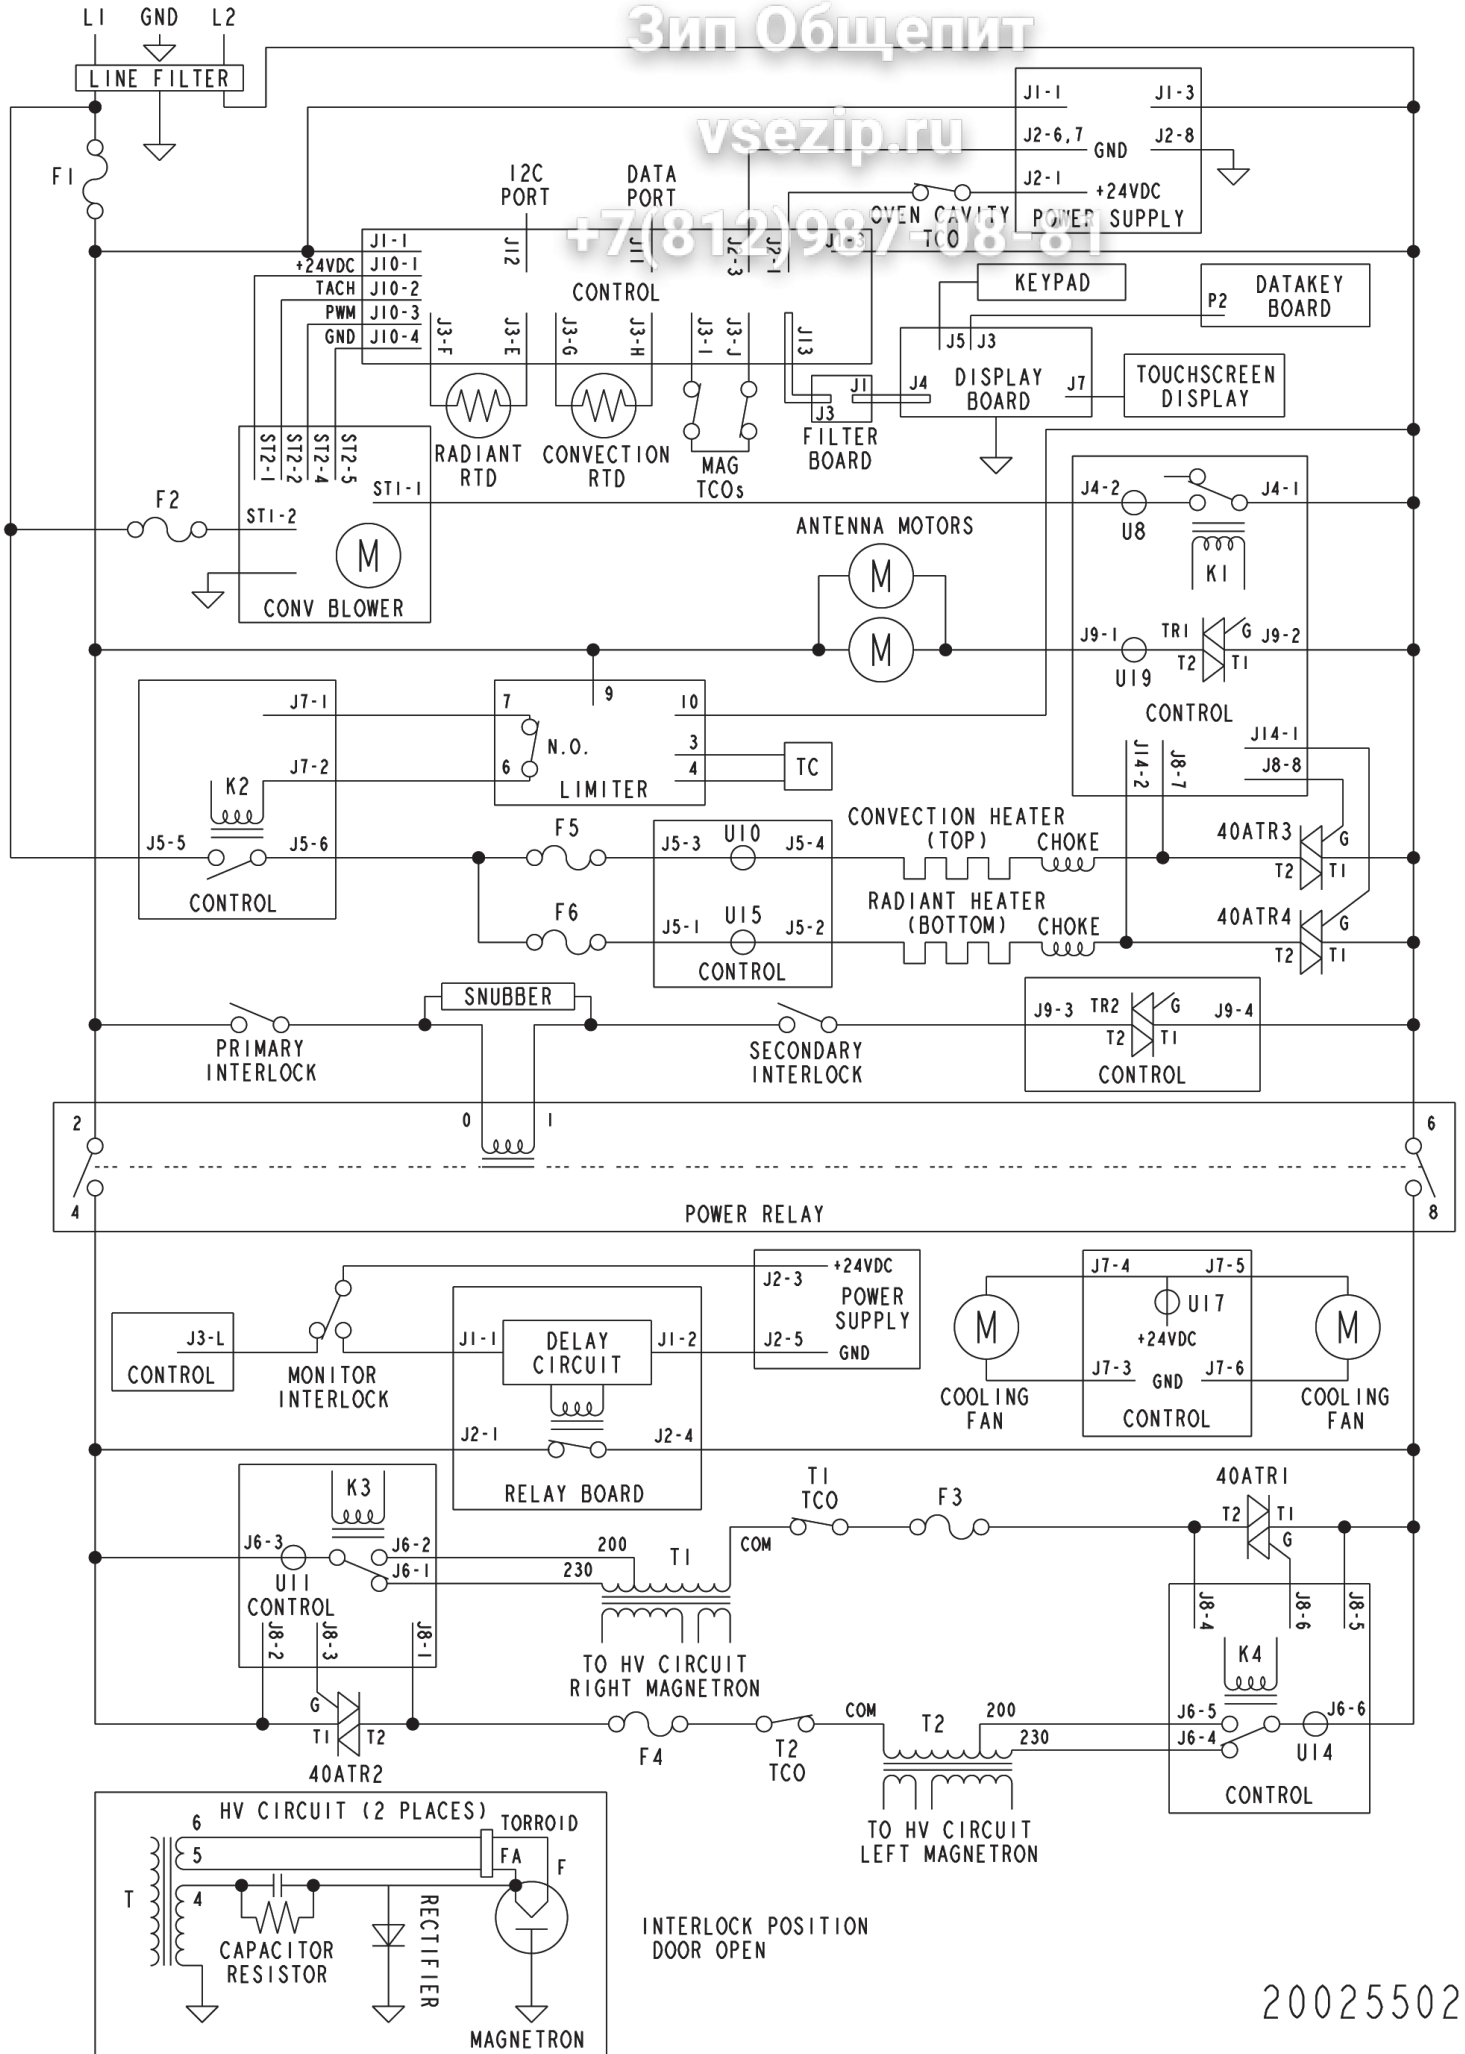 Зип Общепит
vsezip.ru
+7(812)987-08-81
L1 GND L2
LINE FILTER
F1
I2C PORT
DATA PORT
J1-1 J1-3
J2-6,7 GND J2-8
J2-1 +24VDC
POWER SUPPLY
OVEN CAVITY
TCO
J1-1
+24VDC J10-1
TACH J10-2
PWM J10-3
GND J10-4
J12
J11
J2-3
J2-1
J1-3
CONTROL
J3-F
J3-E
J3-G
J3-H
J3-I
J3-J
J13
KEYPAD
P2 DATAKEY
BOARD
J5 J3
J4 DISPLAY
BOARD
J7
TOUCHSCREEN
DISPLAY
J1
J3
FILTER
BOARD
RADIANT
RTD
CONVECTION
RTD
MAG
TCOs
ST2-1
ST2-2
ST2-4
ST2-5
F2
ST1-1
ST1-2
M
CONV BLOWER
ANTENNA MOTORS
M
M
J4-2 J4-1
U8
K1
J9-1 TR1 G J9-2
U19 T2 T1
CONTROL
J14-1
J8-8
J14-2
J8-7
J7-1
J7-2
K2
J5-5 J5-6
CONTROL
7 9 10
N.O.
3
6 4
LIMITER
TC
F5
F6
J5-3 U10 J5-4
J5-1 U15 J5-2
CONTROL
CONVECTION HEATER
(TOP) CHOKE
RADIANT HEATER
(BOTTOM) CHOKE
40ATR3 G
T2 T1
40ATR4 G
T2 T1
SNUBBER
PRIMARY
INTERLOCK
SECONDARY
INTERLOCK
J9-3 TR2 G J9-4
T2 T1
CONTROL
2 0 1 6
4 POWER RELAY 8
J3-L
CONTROL
MONITOR
INTERLOCK
J1-1 DELAY
CIRCUIT J1-2
J2-1 J2-4
RELAY BOARD
+24VDC
J2-3
POWER
SUPPLY
J2-5 GND
M
COOLING
FAN
J7-4 J7-5
U17
+24VDC
J7-3 GND J7-6
CONTROL
M
COOLING
FAN
K3
J6-3 J6-2
J6-1
U11
CONTROL
J8-2
J8-3
J8-1
G
T1 T2
40ATR2
200 T1 COM
230
TO HV CIRCUIT
RIGHT MAGNETRON
T1
TCO
F3
40ATR1
T2 T1
G
J8-4
J8-6
J8-5
K4
J6-5 J6-6
J6-4
U14
CONTROL
F4
T2
TCO
COM T2 200
230
TO HV CIRCUIT
LEFT MAGNETRON
HV CIRCUIT (2 PLACES)
6 TORROID
5 FA F
T 4
CAPACITOR
RESISTOR
RECTIFIER
MAGNETRON
INTERLOCK POSITION
DOOR OPEN
20025502